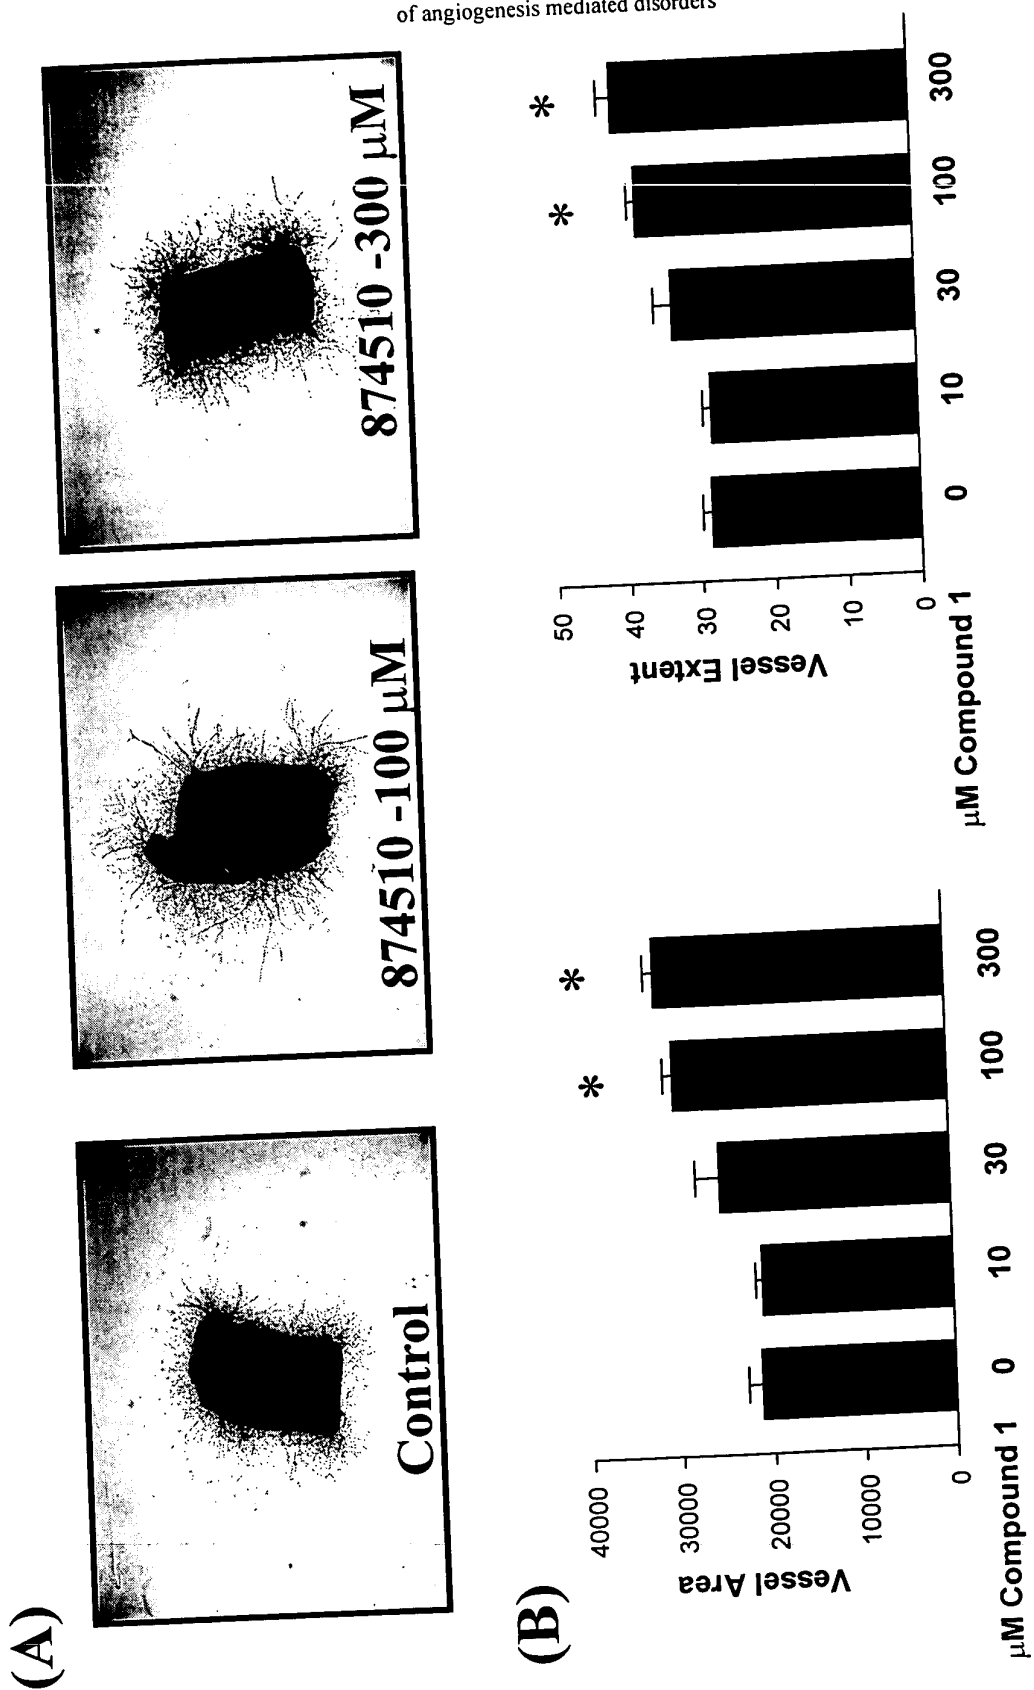 of angiogenesis mediated disorders
(A)
Control
874510 -100 μM
874510 -300 μM
(B)
Vessel Area
40000
30000
20000
10000
0
0 10 30 100 300
μM Compound 1
* *
Vessel Extent
50
40
30
20
10
0
0 10 30 100 300
μM Compound 1
* *